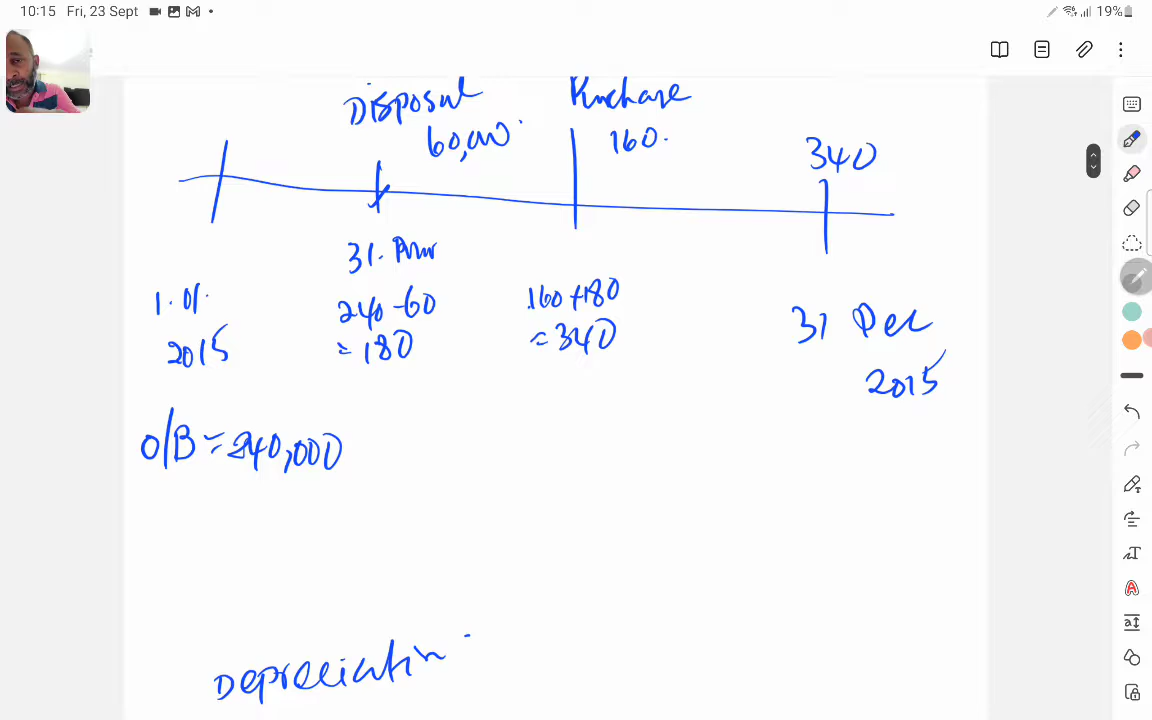 10:15 Fri, 23 Sept
19%
Disposal
60,000
Purchase
160.
340
31.
1.01.
2015
240-60
=180
160+180
=340
31 Dec
2015
O/B = 240,000
Depreciation